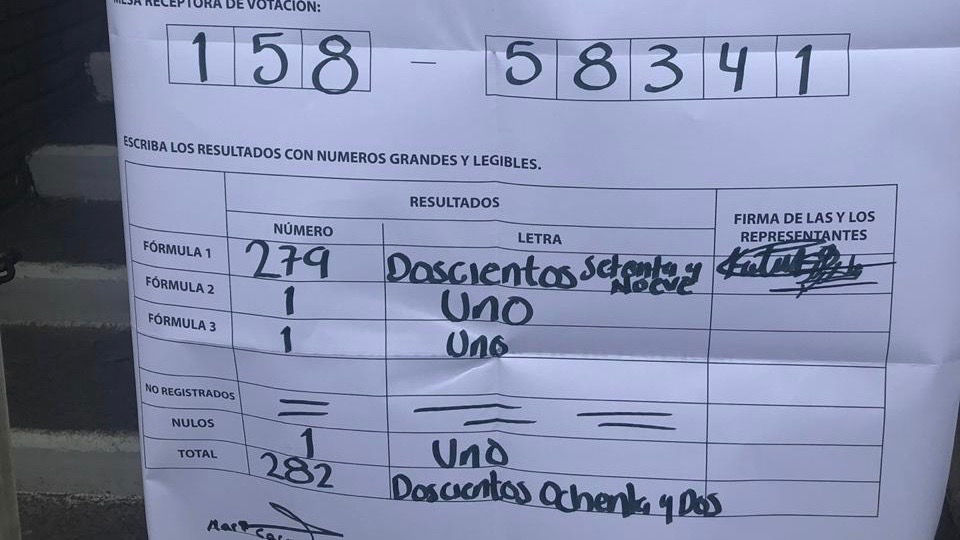 MESA RECEPTORA DE VOTACIÓN:
158 - 58341
ESCRIBA LOS RESULTADOS CON NUMEROS GRANDES Y LEGIBLES.
RESULTADOS
FIRMA DE LAS Y LOS REPRESENTANTES
NÚMERO LETRA
FÓRMULA 1 279 Doscientos Setenta y Nueve
FÓRMULA 2 1 Uno
FÓRMULA 3 1 Uno
NO REGISTRADOS
NULOS 1 Uno
TOTAL 282 Doscientos Ochenta y Dos